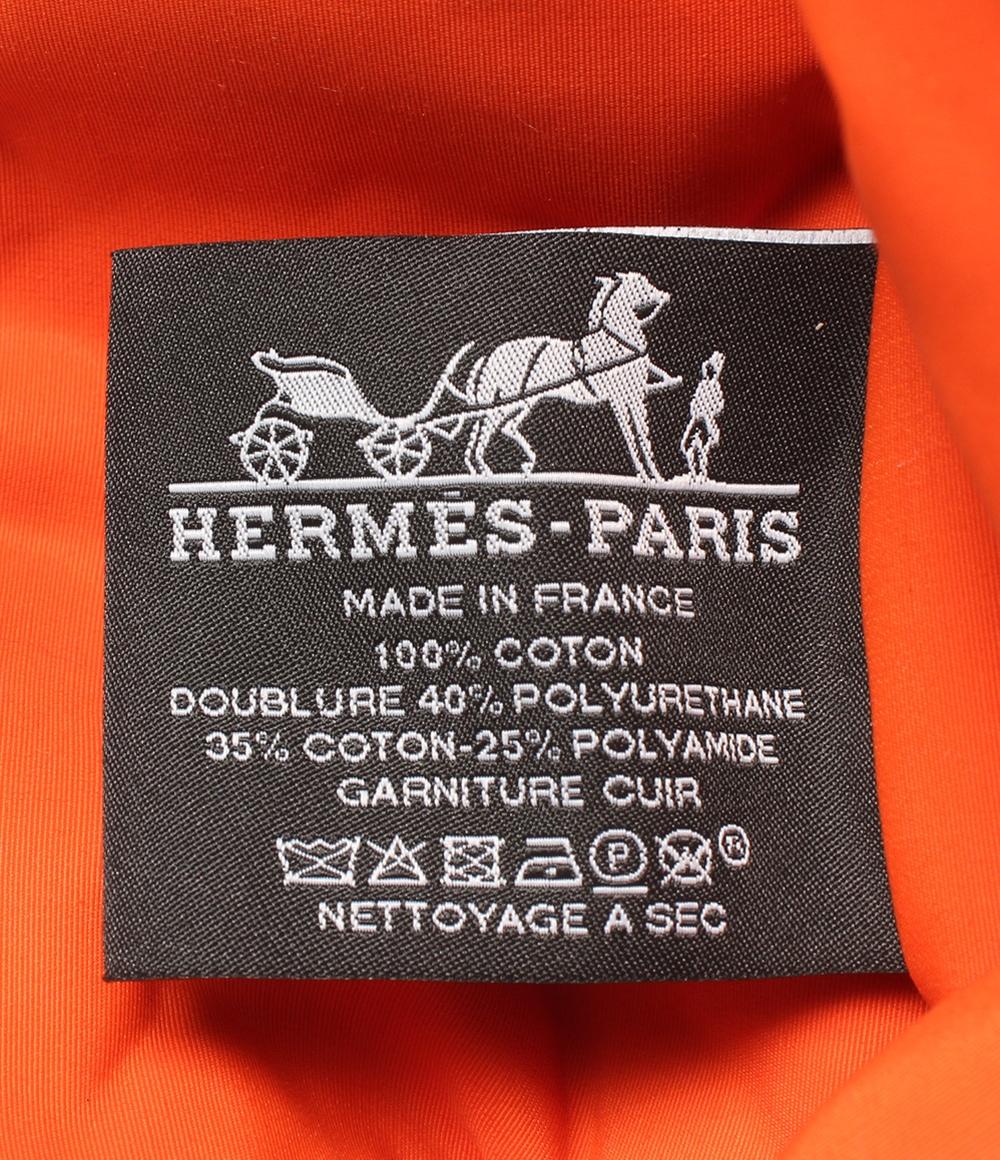 HERMÈS-PARIS
MADE IN FRANCE
100% COTON
DOUBLURE 40% POLYURETHANE
35% COTON-25% POLYAMIDE
GARNITURE CUIR
P W ®
NETTOYAGE A SEC